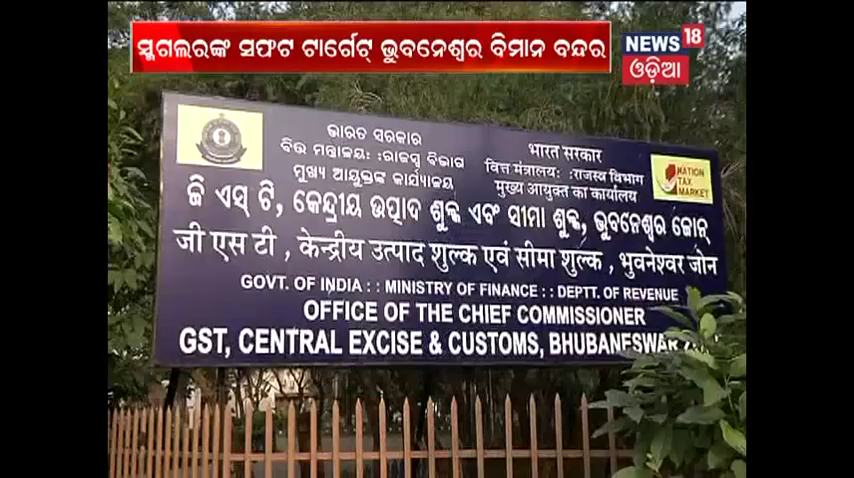 ସ୍ମଗଲରଙ୍କ ସଫଟ ଟାର୍ଗେଟ୍ ଭୁବନେଶ୍ୱର ବିମାନ ବନ୍ଦର
NEWS 18
ଓଡ଼ିଆ
ଭାରତ ସରକାର
ବିତ୍ତ ମନ୍ତ୍ରାଳୟ: :ରାଜସ୍ୱ ବିଭାଗ
ମୁଖ୍ୟ ଆୟୁକ୍ତଙ୍କ କାର୍ଯ୍ୟାଳୟ
भारत सरकार
वित्त मंत्रालय: :राजस्व विभाग
मुख्य आयुक्त का कार्यालय
NATION
TAX
MARKET
ଜି ଏସ୍ ଟି, କେନ୍ଦ୍ରୀୟ ଉତ୍ପାଦ ଶୁଳ୍କ ଏବଂ ସୀମା ଶୁଳ୍କ, ଭୁବନେଶ୍ୱର ଜୋନ୍
जी एस टी , केन्द्रीय उत्पाद शुल्क एवं सीमा शुल्क , भुवनेश्वर जोन
GOVT. OF INDIA : : MINISTRY OF FINANCE : : DEPTT. OF REVENUE
OFFICE OF THE CHIEF COMMISSIONER
GST, CENTRAL EXCISE & CUSTOMS, BHUBANESWAR